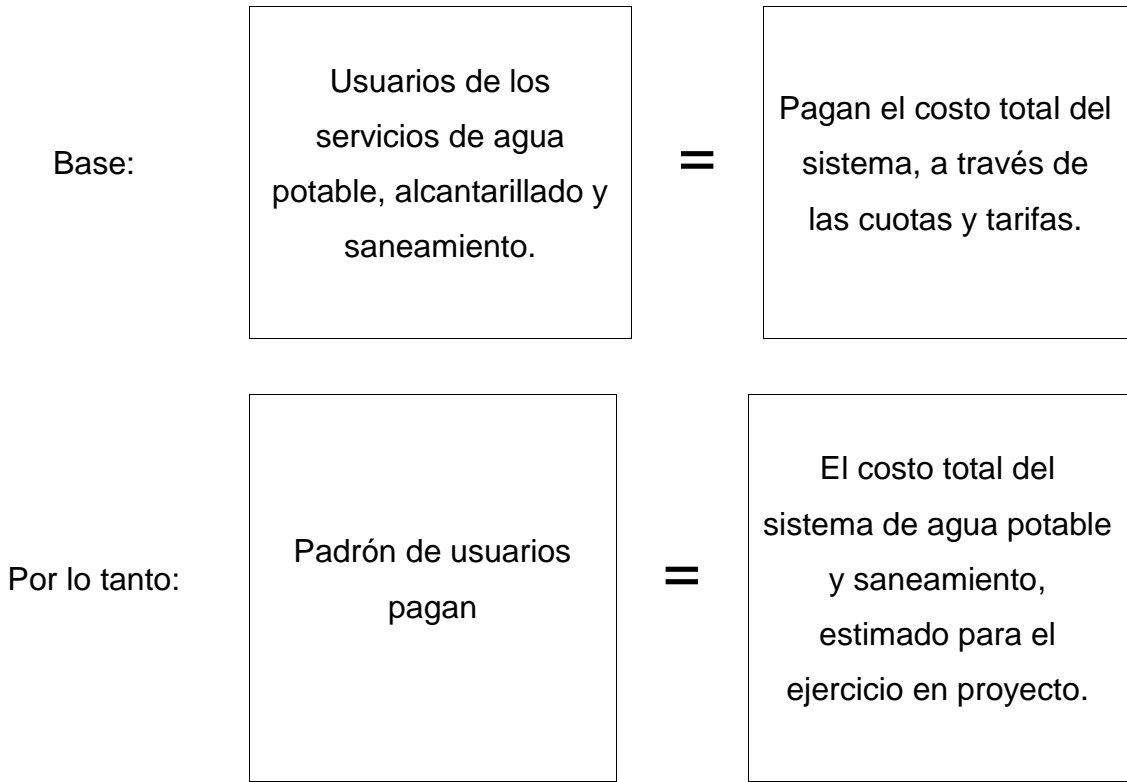 Base:
Usuarios de los
servicios de agua
potable, alcantarillado y
saneamiento.
=
Pagan el costo total del
sistema, a través de
las cuotas y tarifas.
Por lo tanto:
Padrón de usuarios
pagan
=
El costo total del
sistema de agua potable
y saneamiento,
estimado para el
ejercicio en proyecto.